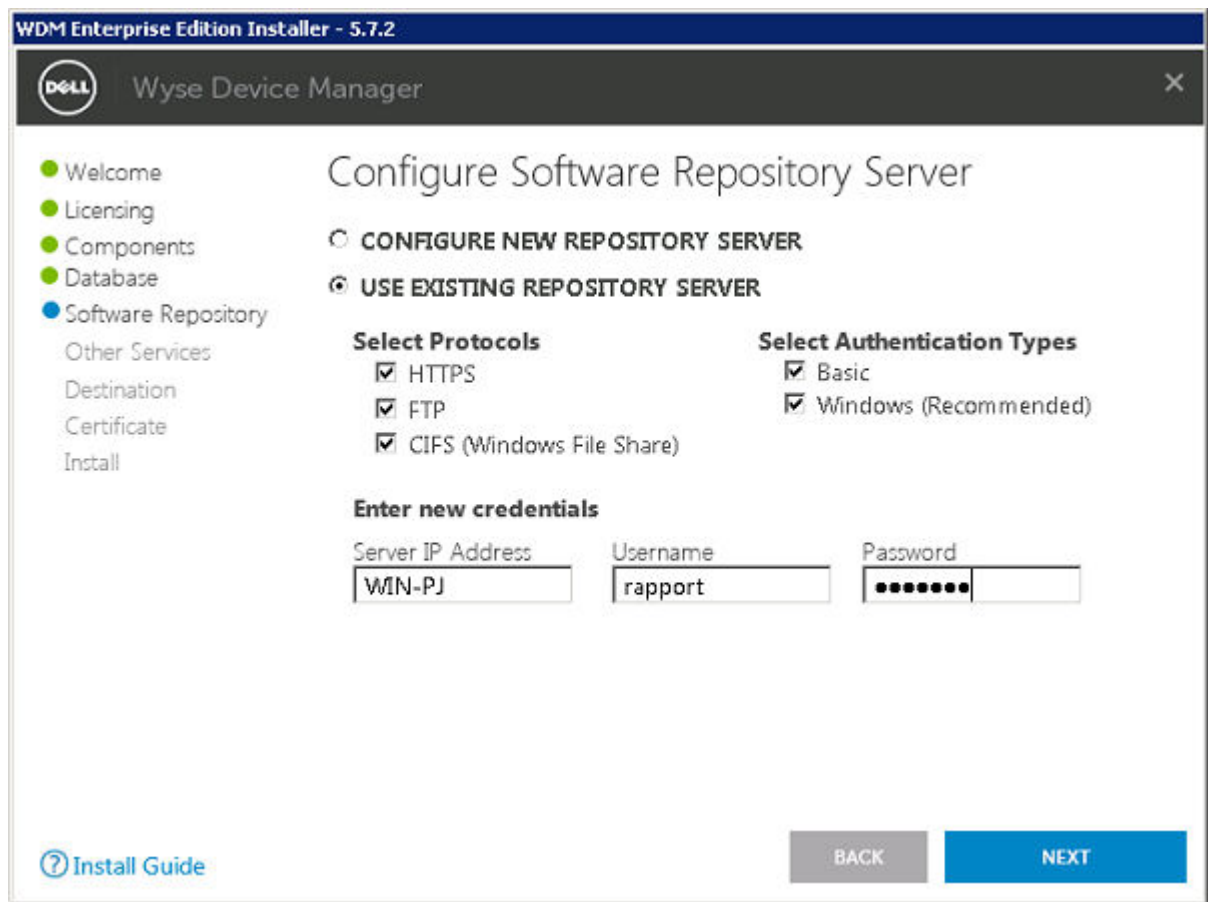 WDM Enterprise Edition Installer - 5.7.2
DELL
Wyse Device Manager
Welcome
Licensing
Components
Database
Software Repository
Other Services
Destination
Certificate
Install
Configure Software Repository Server
CONFIGURE NEW REPOSITORY SERVER
USE EXISTING REPOSITORY SERVER
Select Protocols
HTTPS
FTP
CIFS (Windows File Share)
Select Authentication Types
Basic
Windows (Recommended)
Enter new credentials
Server IP Address Username Password
WIN-PJ rapport •••••••
? Install Guide
BACK NEXT